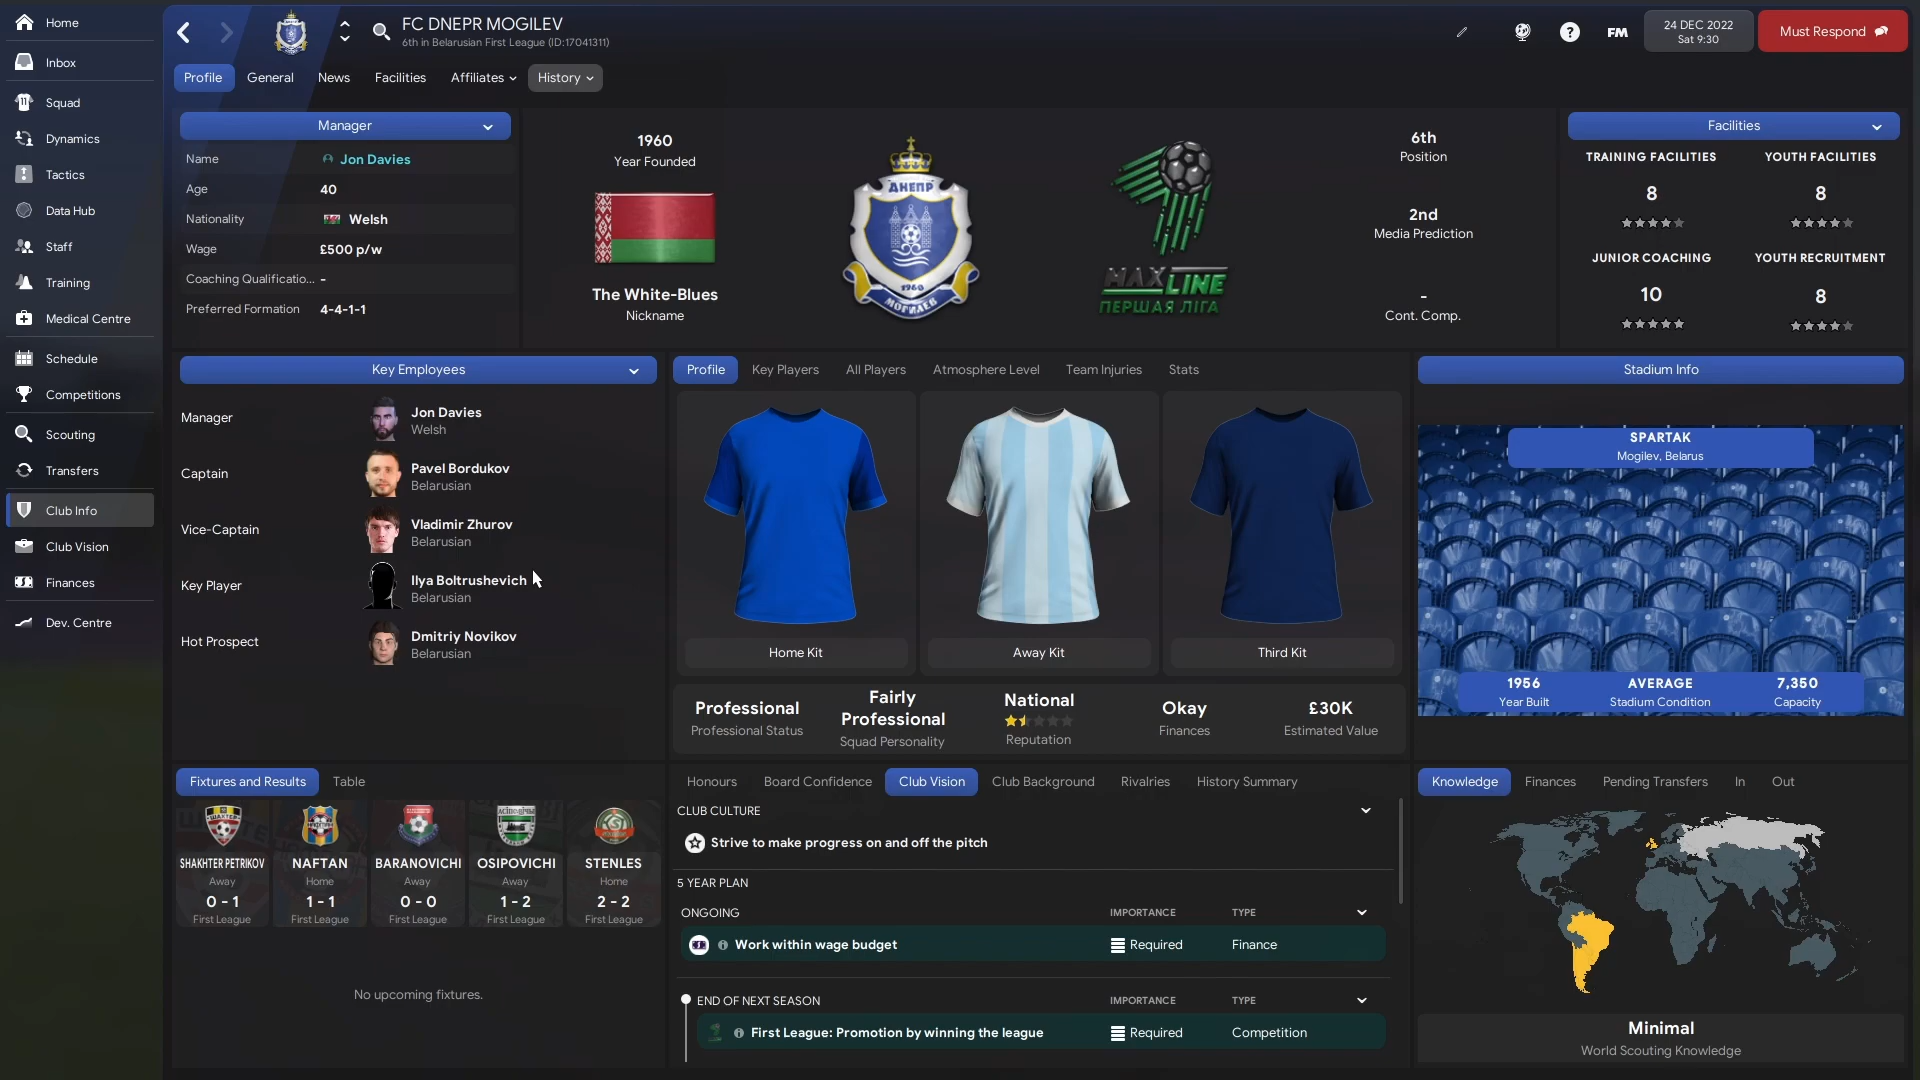 Home
Inbox
Squad
Dynamics
Tactics
Data Hub
Staff
Training
Medical Centre
Schedule
Competitions
Scouting
Transfers
Club Info
Club Vision
Finances
Dev. Centre
FC DNEPR MOGILEV
6th in Belarusian First League (ID:17041311)
FM
24 DEC 2022
Sat 9:30
Must Respond
Profile General News Facilities Affiliates History
Manager
Name Jon Davies
Age 40
Nationality Welsh
Wage £500 p/w
Coaching Qualificatio... -
Preferred Formation 4-4-1-1
1960
Year Founded
The White-Blues
Nickname
ДНЕПР
1960
МОГИЛЕВ
MAXLINE
ПЕРШАЯ ЛІГА
6th
Position
2nd
Media Prediction
-
Cont. Comp.
Facilities
TRAINING FACILITIES YOUTH FACILITIES
8 8
JUNIOR COACHING YOUTH RECRUITMENT
10 8
Key Employees
Manager Jon Davies
Welsh
Captain Pavel Bordukov
Belarusian
Vice-Captain Vladimir Zhurov
Belarusian
Key Player Ilya Boltrushevich
Belarusian
Hot Prospect Dmitriy Novikov
Belarusian
Profile Key Players All Players Atmosphere Level Team Injuries Stats
Home Kit Away Kit Third Kit
Professional
Professional Status
Fairly
Professional
Squad Personality
National
Reputation
Okay
Finances
£30K
Estimated Value
Stadium Info
SPARTAK
Mogilev, Belarus
1956 AVERAGE 7,350
Year Built Stadium Condition Capacity
Fixtures and Results Table
SHAKHTER PETRIKOV NAFTAN BARANOVICHI OSIPOVICHI STENLES
Away Home Away Away Home
0 - 1 1 - 1 0 - 0 1 - 2 2 - 2
First League First League First League First League First League
No upcoming fixtures.
Honours Board Confidence Club Vision Club Background Rivalries History Summary
CLUB CULTURE
Strive to make progress on and off the pitch
5 YEAR PLAN
ONGOING IMPORTANCE TYPE
Work within wage budget Required Finance
END OF NEXT SEASON IMPORTANCE TYPE
First League: Promotion by winning the league Required Competition
Knowledge Finances Pending Transfers In Out
Minimal
World Scouting Knowledge